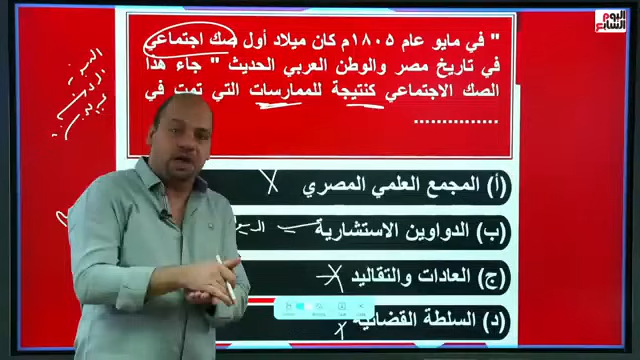 اليوم السابع
" في مايو عام ١٨٠٥م كان ميلاد أول صك اجتماعي
في تاريخ مصر والوطن العربي الحديث " جاء هذا
الصك الاجتماعي كنتيجة للممارسات التي تمت في
...............
(أ) المجمع العلمي المصري
(ب) الدواوين الاستشارية
(ج) العادات والتقاليد
(د) السلطة القضائية